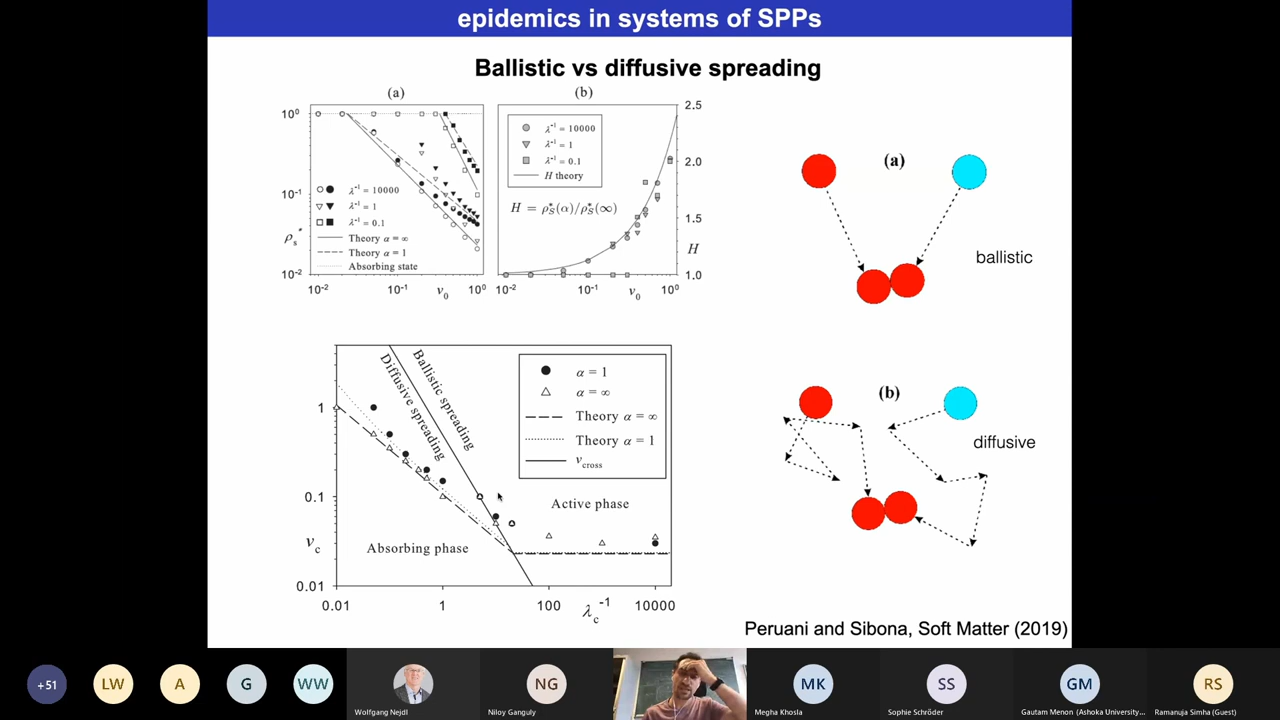 epidemics in systems of SPPs
Ballistic vs diffusive spreading
(a)
(b)
10⁰
10⁻¹
10⁻²
ρₛ*
λ⁻¹ = 10000
λ⁻¹ = 1
λ⁻¹ = 0.1
Theory α = ∞
Theory α = 1
Absorbing state
10⁻²
10⁻¹
v₀
10⁰
λ⁻¹ = 10000
λ⁻¹ = 1
λ⁻¹ = 0.1
H theory
H = ρ*S(α)/ρ*S(∞)
2.5
2.0
1.5
H
1.0
10⁻²
10⁻¹
v₀
10⁰
(a)
ballistic
Diffusive spreading
Ballistic spreading
α = 1
α = ∞
Theory α = ∞
Theory α = 1
vcross
1
0.1
vc
0.01
Active phase
Absorbing phase
0.01
1
λc⁻¹
100
10000
(b)
diffusive
Peruani and Sibona, Soft Matter (2019)
+51
LW
A
G
WW
Wolfgang Nejdl
NG
Niloy Ganguly
MK
Megha Khosla
SS
Sophie Schröder
GM
Gautam Menon (Ashoka University...
RS
Ramanuja Simha (Guest)